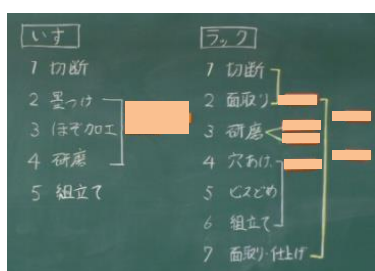 いす
1 切断
2 墨つけ
3 ほぞ加工
4 研磨
5 組立て
ラック
1 切断
2 面取り
3 研磨
4 穴あけ
5 ビスどめ
6 組立て
7 面取り・仕上げ